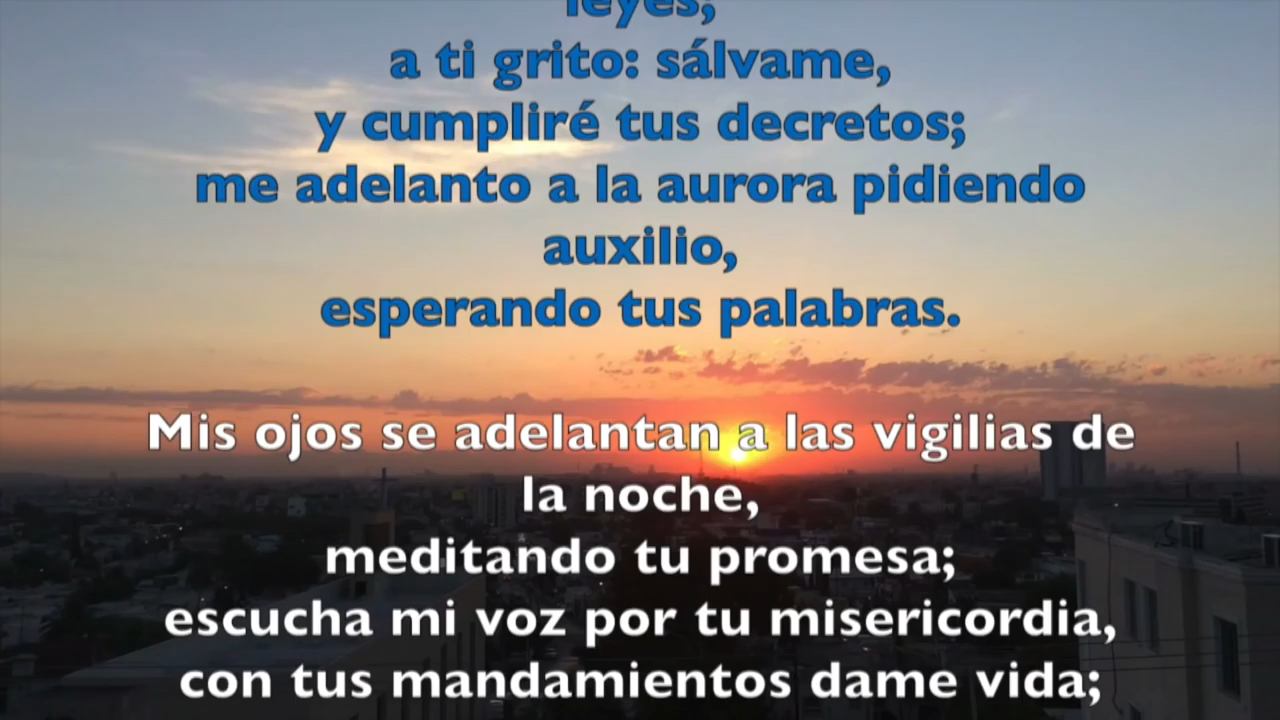 leyes;
a ti grito: sálvame,
y cumpliré tus decretos;
me adelanto a la aurora pidiendo
auxilio,
esperando tus palabras.
Mis ojos se adelantan a las vigilias de
la noche,
meditando tu promesa;
escucha mi voz por tu misericordia,
con tus mandamientos dame vida;